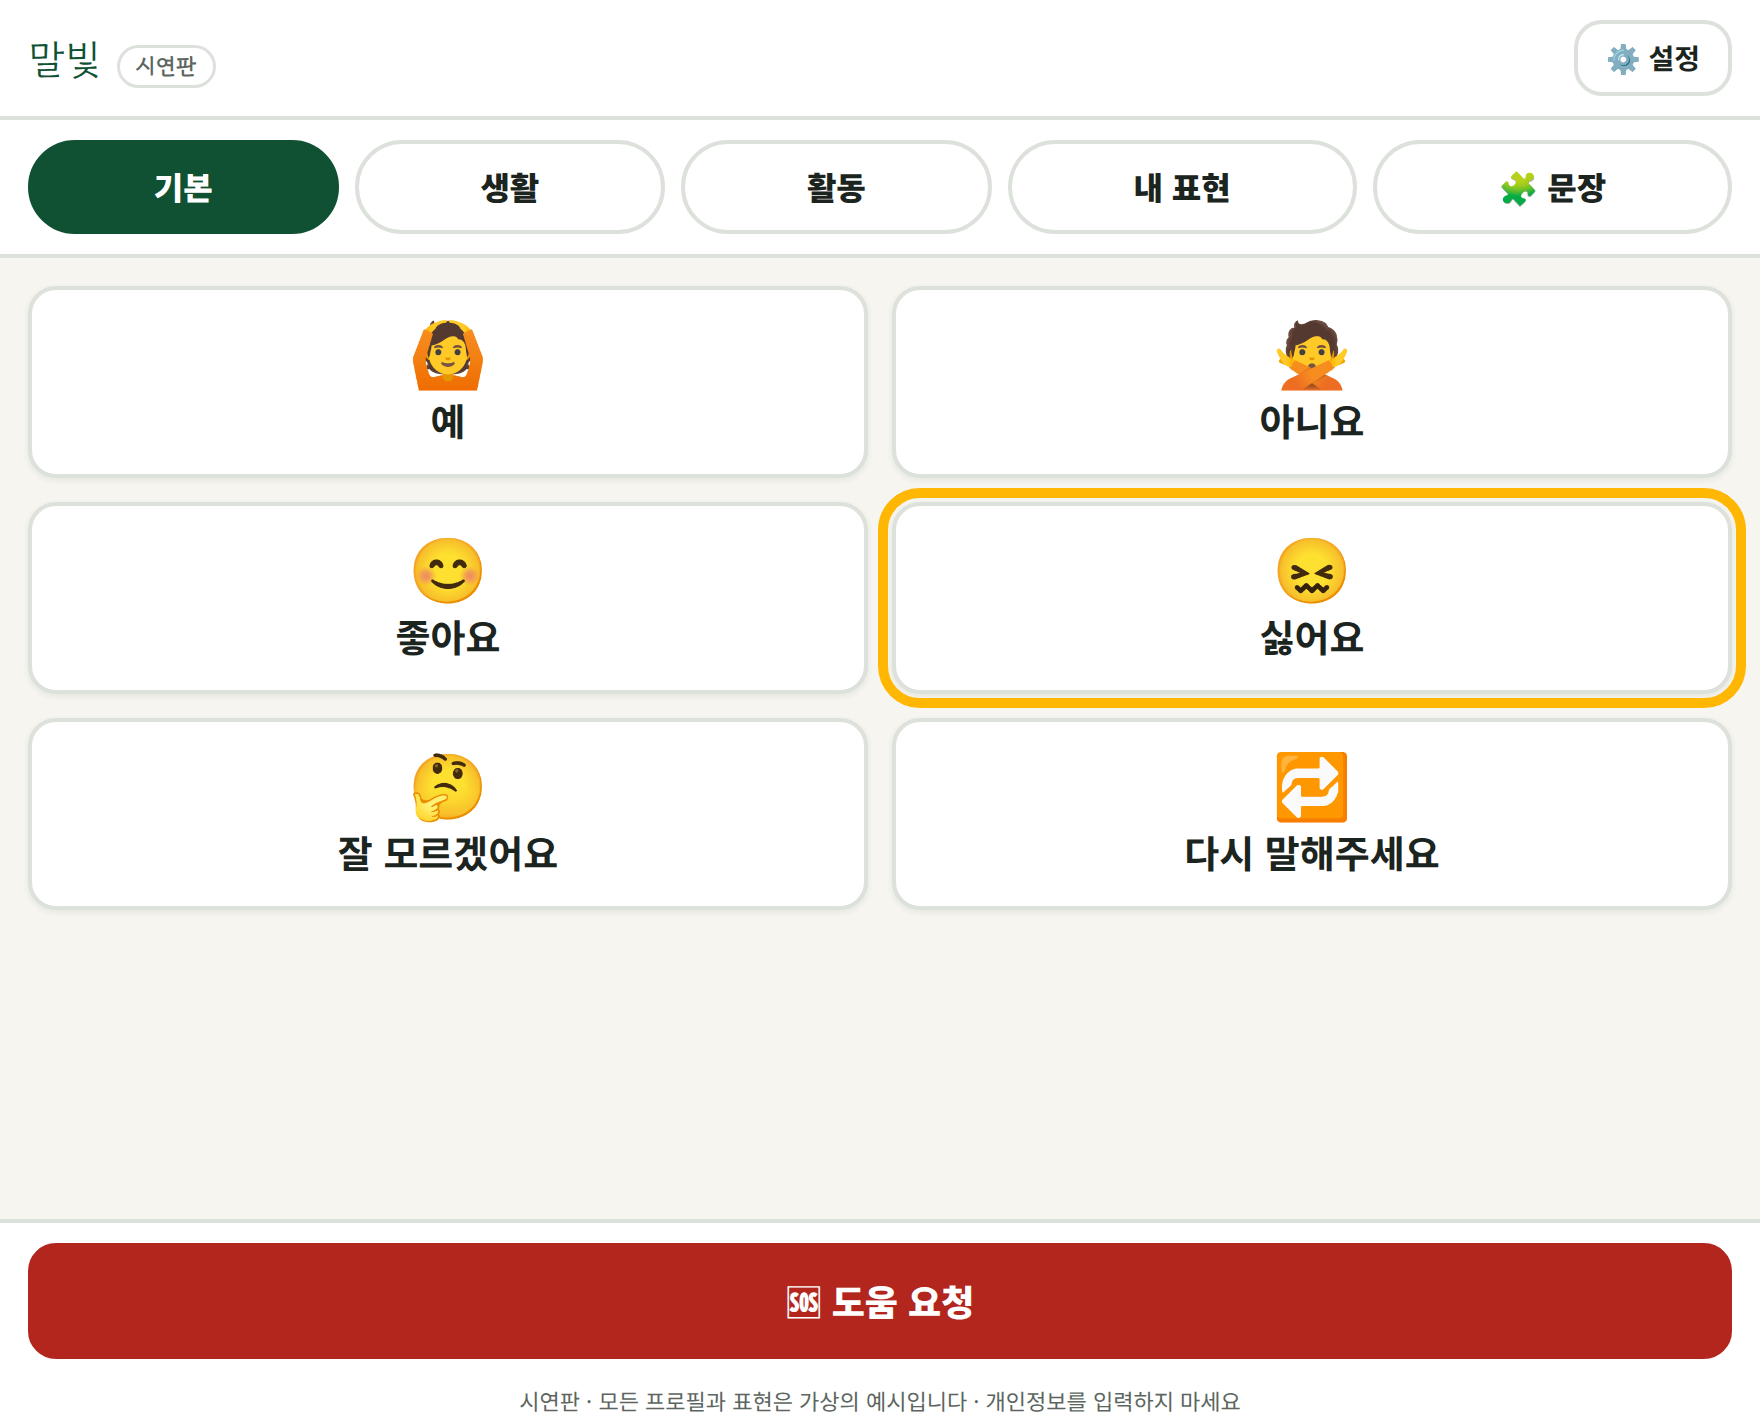 말빛
시연판
⚙️ 설정
기본
생활
활동
내 표현
🧩 문장
예
아니요
좋아요
싫어요
잘 모르겠어요
다시 말해주세요
🆘 도움 요청
시연판 · 모든 프로필과 표현은 가상의 예시입니다 · 개인정보를 입력하지 마세요